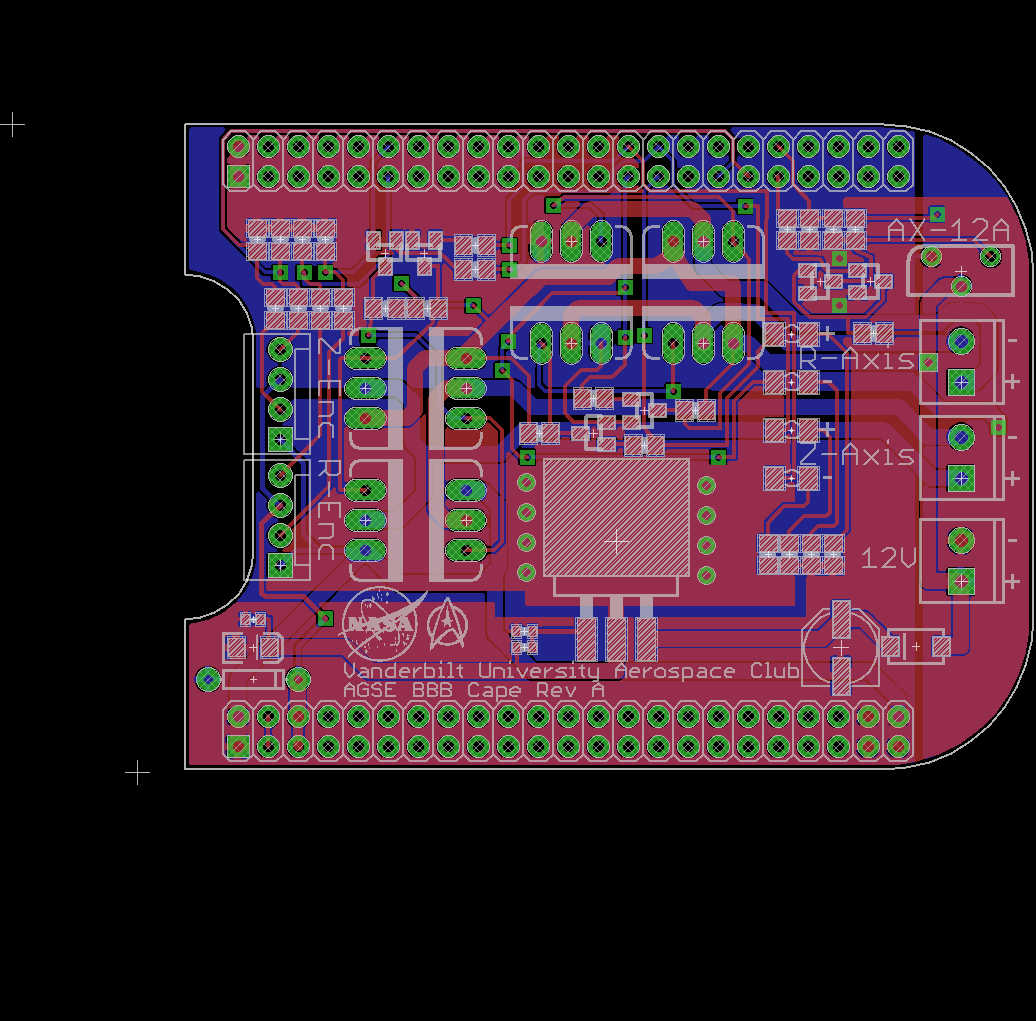 AX-12A
-
+
R-Axis
+
-
-
+
Z-Axis
+
-
Z-Enc
R-Enc
12V
-
+
NASA
Vanderbilt University Aerospace Club
AGSE BBB Cape Rev A